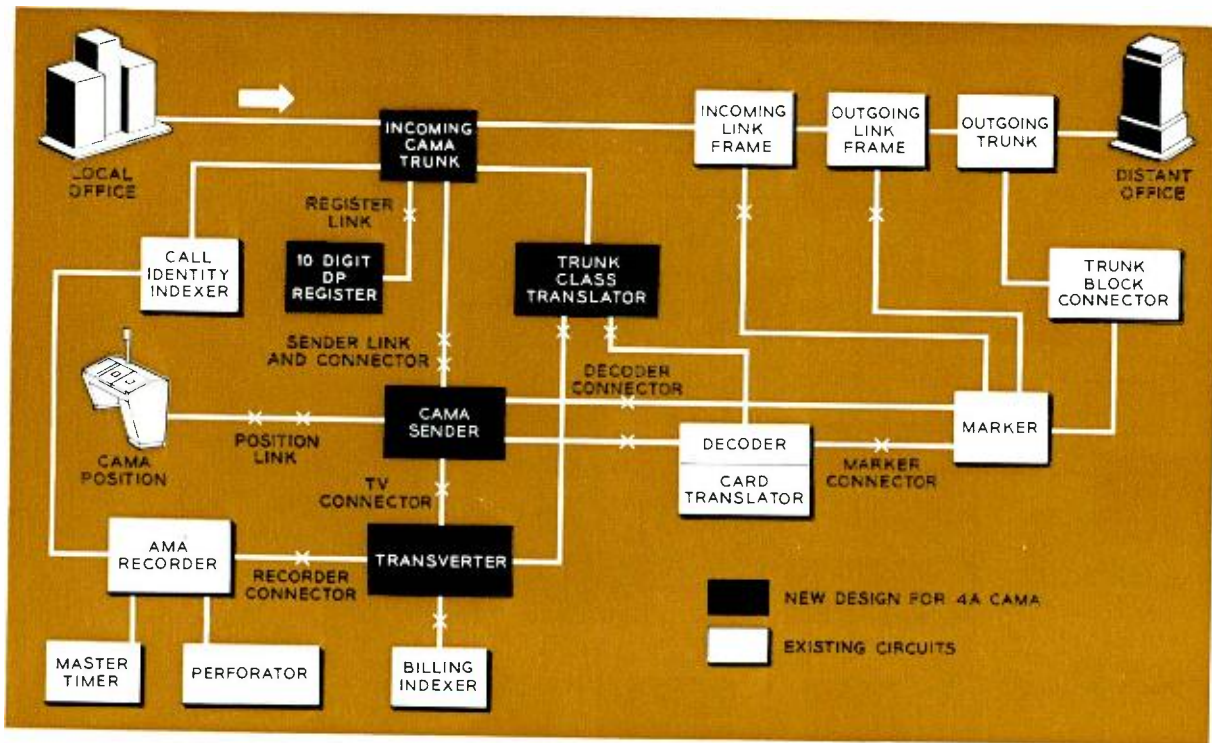 LOCAL
OFFICE
INCOMING
CAMA
TRUNK
INCOMING
LINK
FRAME
OUTGOING
LINK
FRAME
OUTGOING
TRUNK
DISTANT
OFFICE
REGISTER
LINK
CALL
IDENTITY
INDEXER
10 DIGIT
DP
REGISTER
TRUNK
CLASS
TRANSLATOR
TRUNK
BLOCK
CONNECTOR
SENDER LINK
AND CONNECTOR
DECODER
CONNECTOR
CAMA
POSITION
POSITION
LINK
CAMA
SENDER
DECODER
CARD
TRANSLATOR
MARKER
CONNECTOR
MARKER
TV
CONNECTOR
AMA
RECORDER
RECORDER
CONNECTOR
TRANSVERTER
NEW DESIGN FOR 4A CAMA
EXISTING CIRCUITS
MASTER
TIMER
PERFORATOR
BILLING
INDEXER